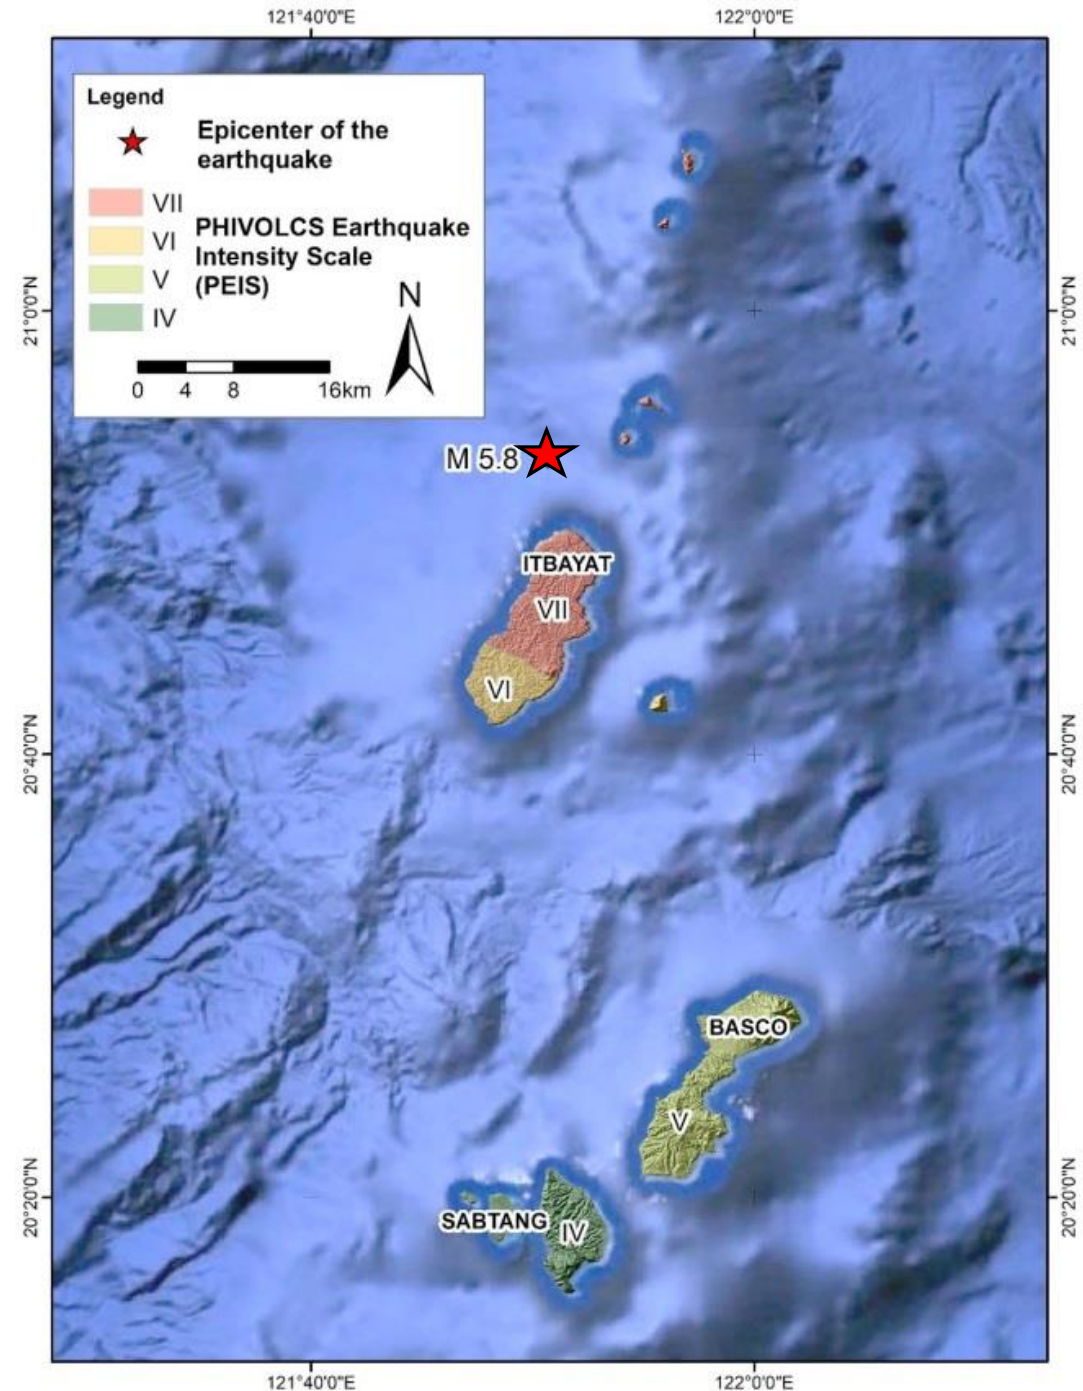 121°40'0"E
122°0'0"E
Legend
Epicenter of the
earthquake
VII
VI
V
IV
PHIVOLCS Earthquake
Intensity Scale
(PEIS)
N
0 4 8 16km
21°0'0"N
21°0'0"N
M 5.8
ITBAYAT
VII
VI
20°40'0"N
20°40'0"N
BASCO
V
20°20'0"N
20°20'0"N
SABTANG
IV
121°40'0"E
122°0'0"E